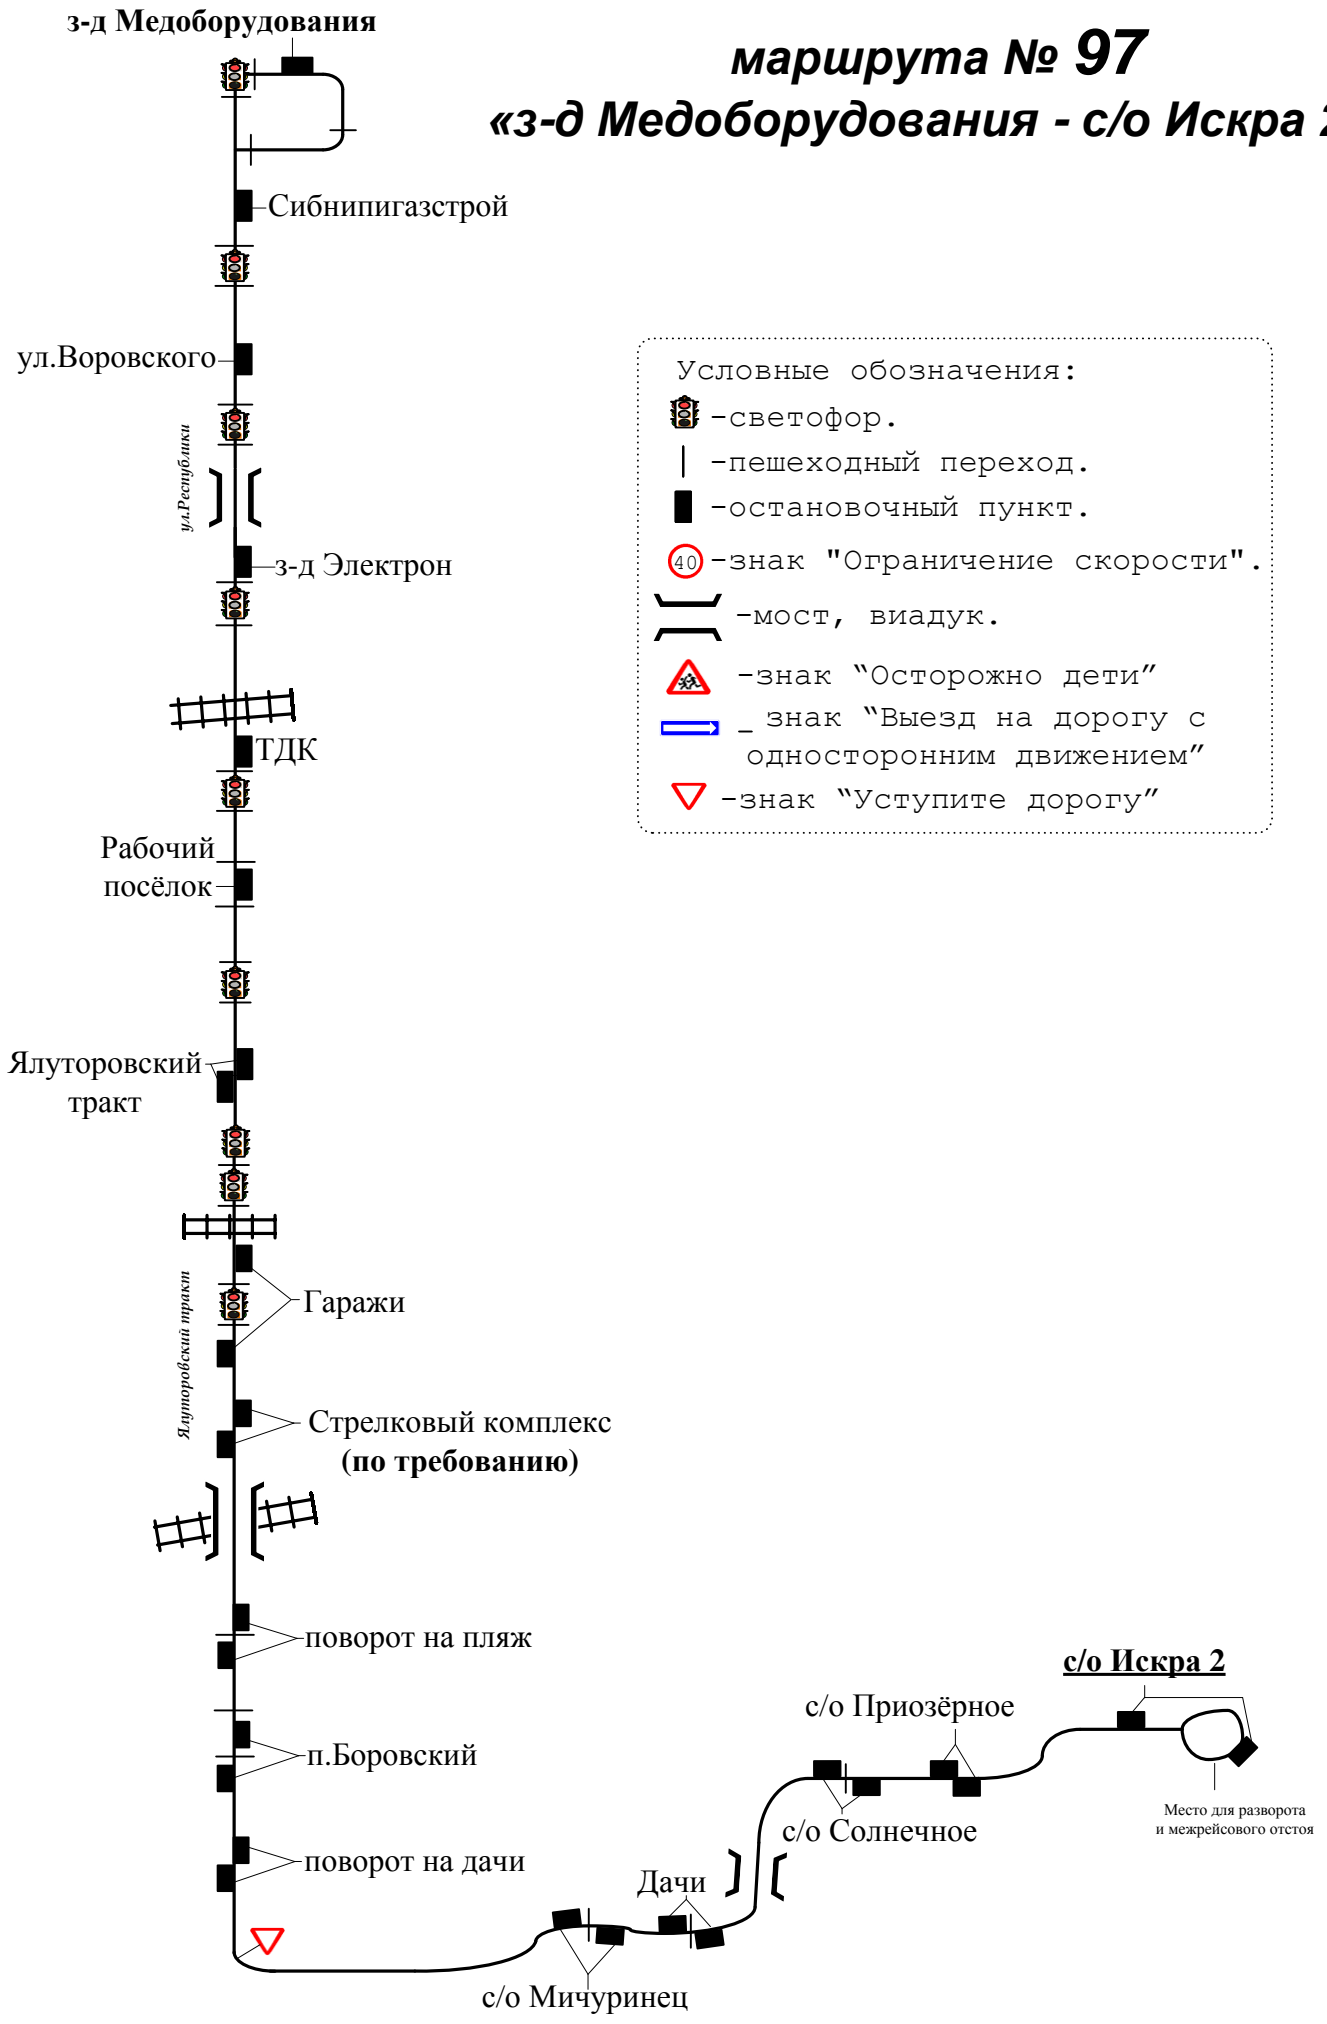 з-д Медоборудования
маршрута № 97
«з-д Медоборудования - с/о Искра 2
Сибнипигазстрой
ул.Воровского
ул.Республики
з-д Электрон
ТДК
Рабочий
посёлок
Ялуторовский
тракт
Гаражи
Ялуторовский тракт
Стрелковый комплекс
(по требованию)
поворот на пляж
п.Боровский
поворот на дачи
с/о Мичуринец
Дачи
с/о Солнечное
с/о Приозёрное
с/о Искра 2
Место для разворота
и межрейсового отстоя
Условные обозначения:
-светофор.
-пешеходный переход.
-остановочный пункт.
40 -знак "Ограничение скорости".
-мост, виадук.
-знак “Осторожно дети”
_ знак “Выезд на дорогу с
односторонним движением”
-знак “Уступите дорогу”